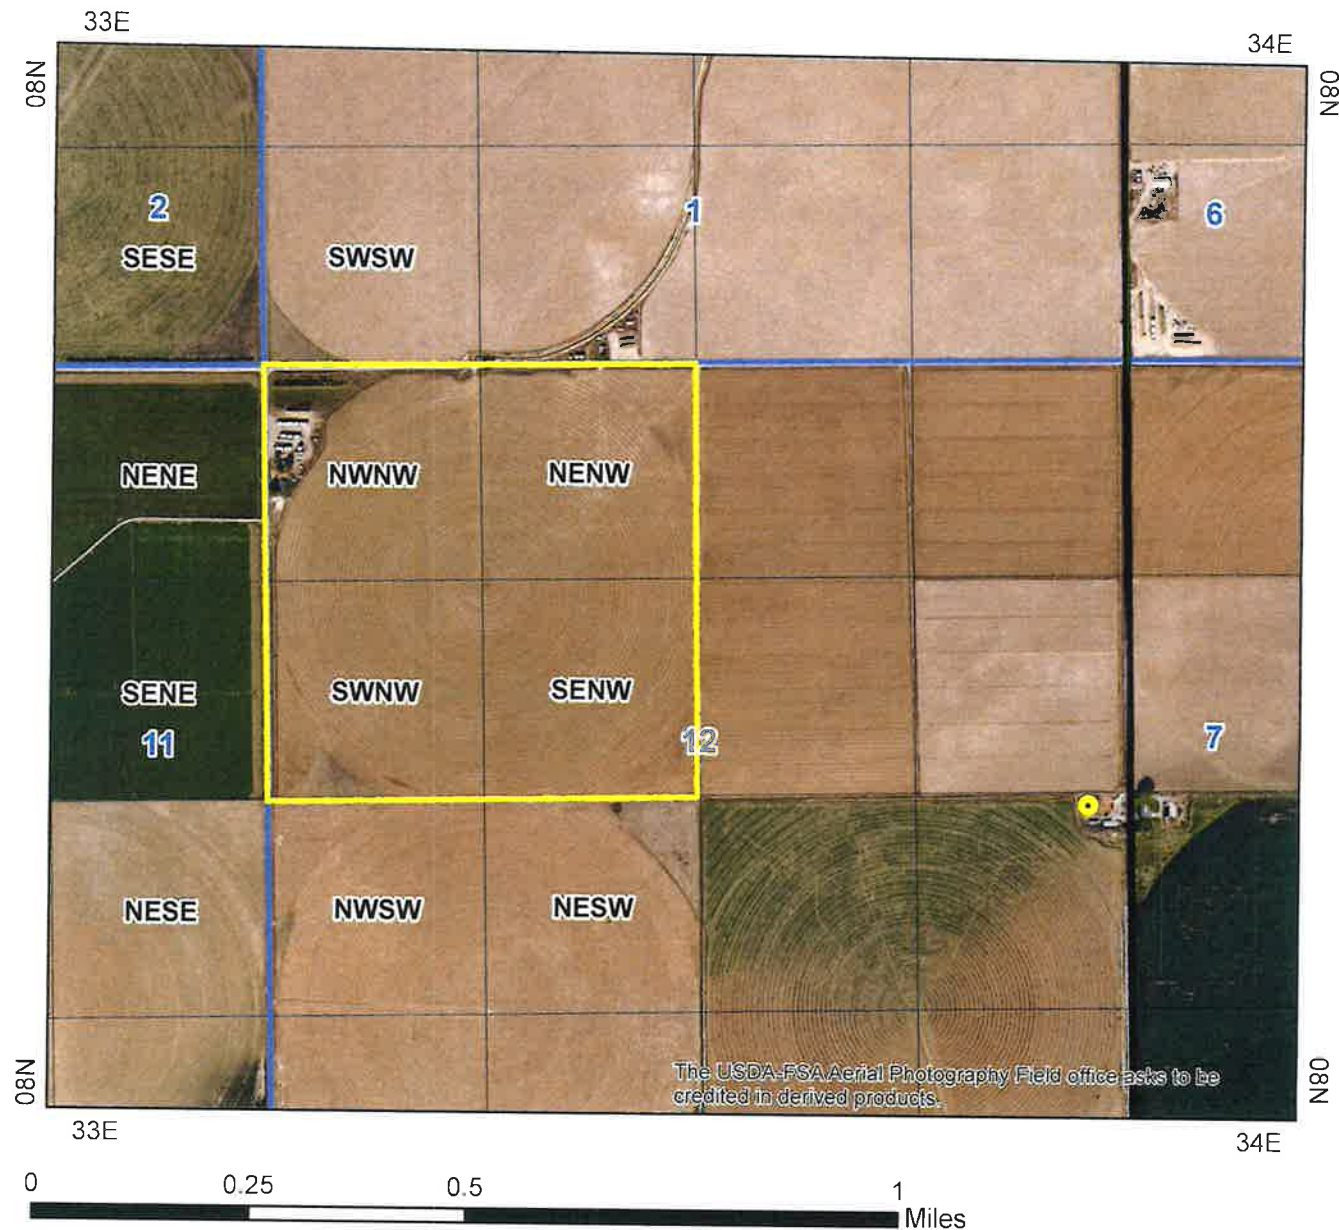 33E
34E
08N
08N
2
1
6
SESE
SWSW
NENE
NWNW
NENW
SENE
SWNW
SENW
11
12
7
NESE
NWSW
NESW
The USDA-FSA Aerial Photography Field office asks to be
credited in derived products.
08N
08N
33E
34E
0
0.25
0.5
1
Miles